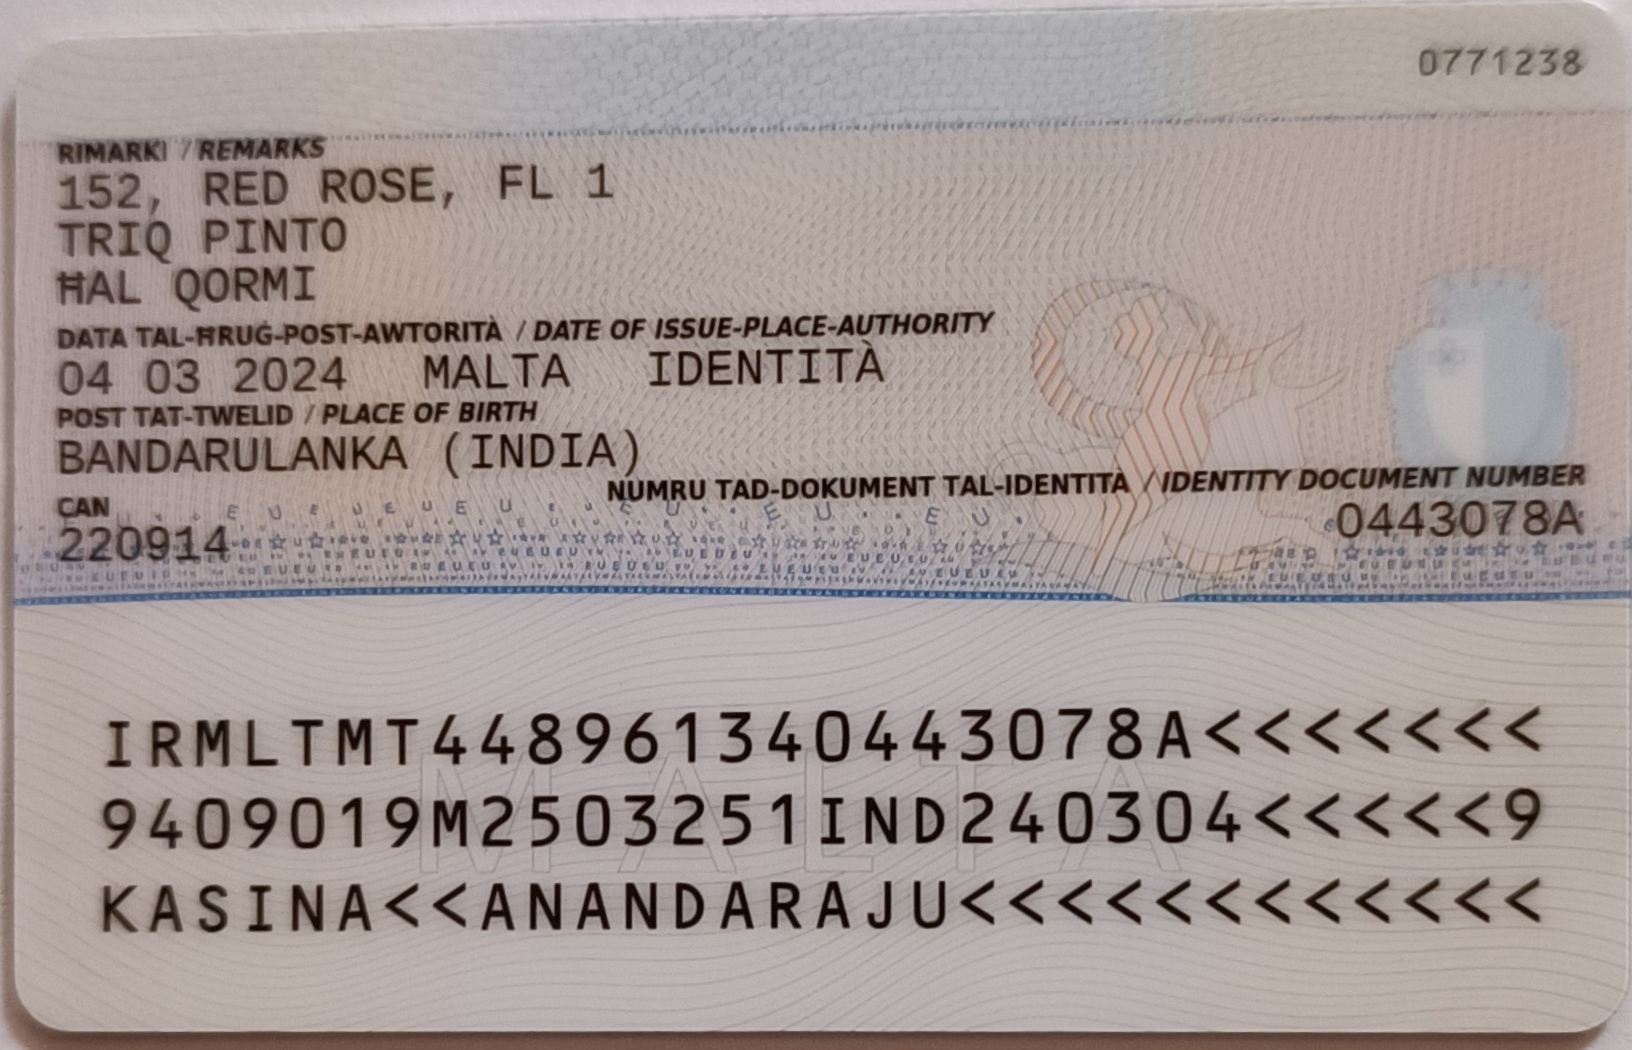 0771238
RIMARKI / REMARKS
152, RED ROSE, FL 1
TRIQ PINTO
ĦAL QORMI
DATA TAL-ĦRUĠ-POST-AWTORITÀ / DATE OF ISSUE-PLACE-AUTHORITY
04 03 2024 MALTA IDENTITÀ
POST TAT-TWELID / PLACE OF BIRTH
BANDARULANKA (INDIA)
NUMRU TAD-DOKUMENT TAL-IDENTITÀ / IDENTITY DOCUMENT NUMBER
CAN
0443078A
220914
IRMLTMT448961340443078A<<<<<<<
9409019M2503251IND240304<<<<<9
KASINA<<ANANDARAJU<<<<<<<<<<<<
MALTA